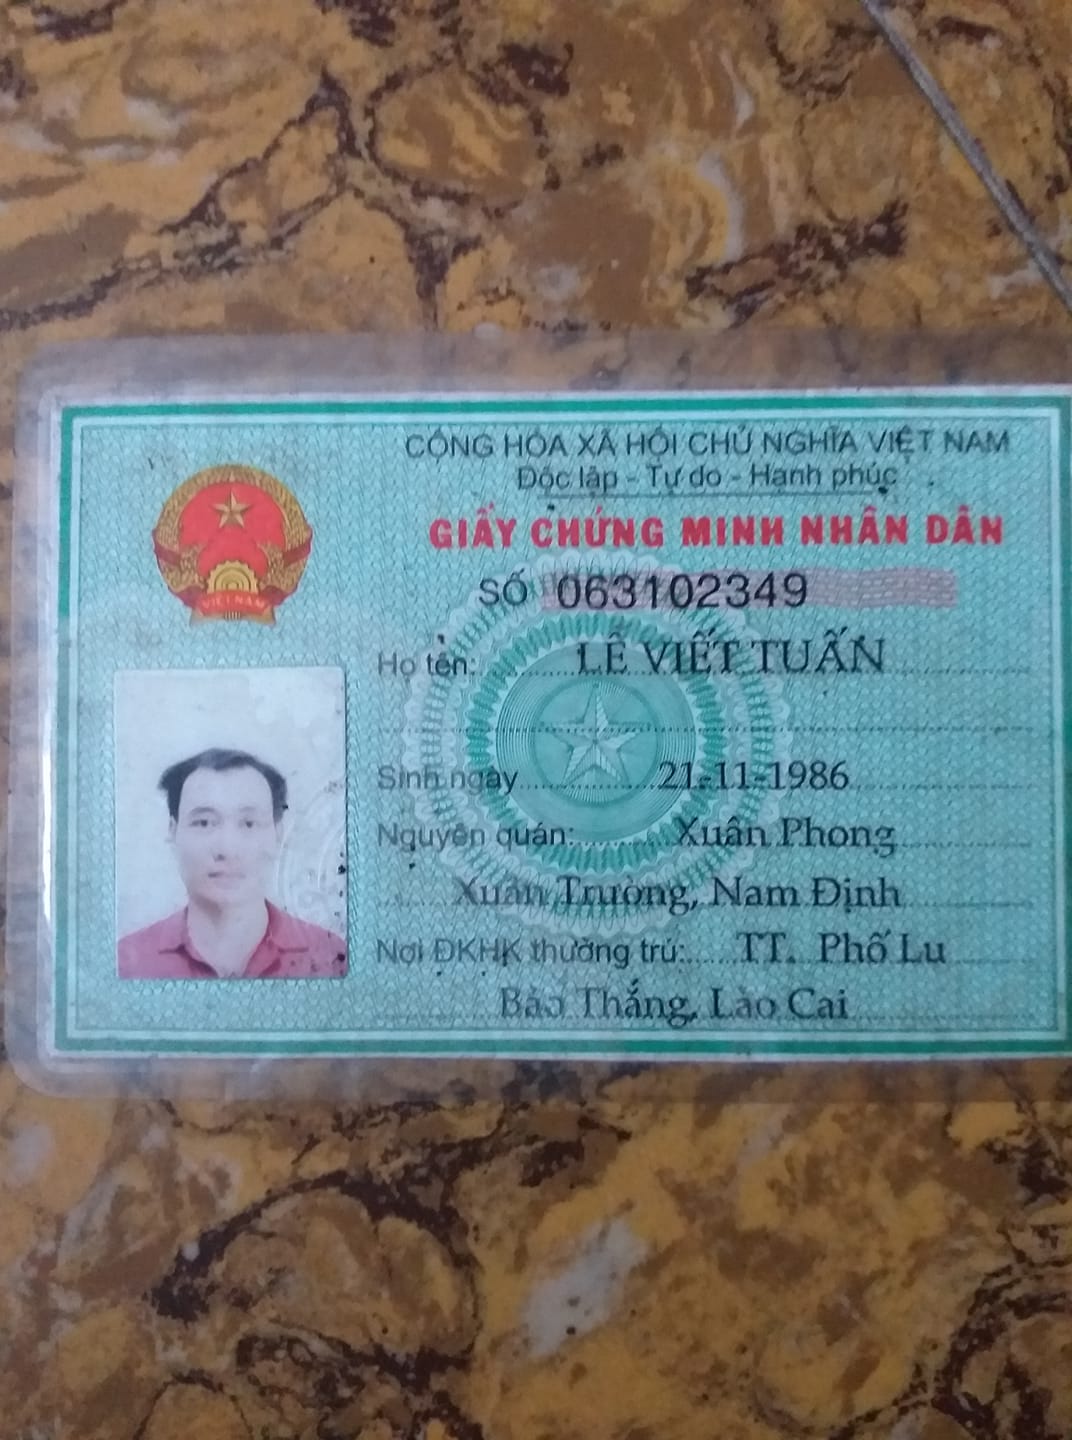 CỘNG HÒA XÃ HỘI CHỦ NGHĨA VIỆT NAM
Độc lập - Tự do - Hạnh phúc
GIẤY CHỨNG MINH NHÂN DÂN
SỐ 063102349
Họ tên: LÊ VIẾT TUẤN
Sinh ngày 21-11-1986
Nguyên quán: Xuân Phong
Xuân Trường, Nam Định
Nơi ĐKHK thường trú: TT. Phố Lu
Bảo Thắng, Lào Cai
VIỆT NAM